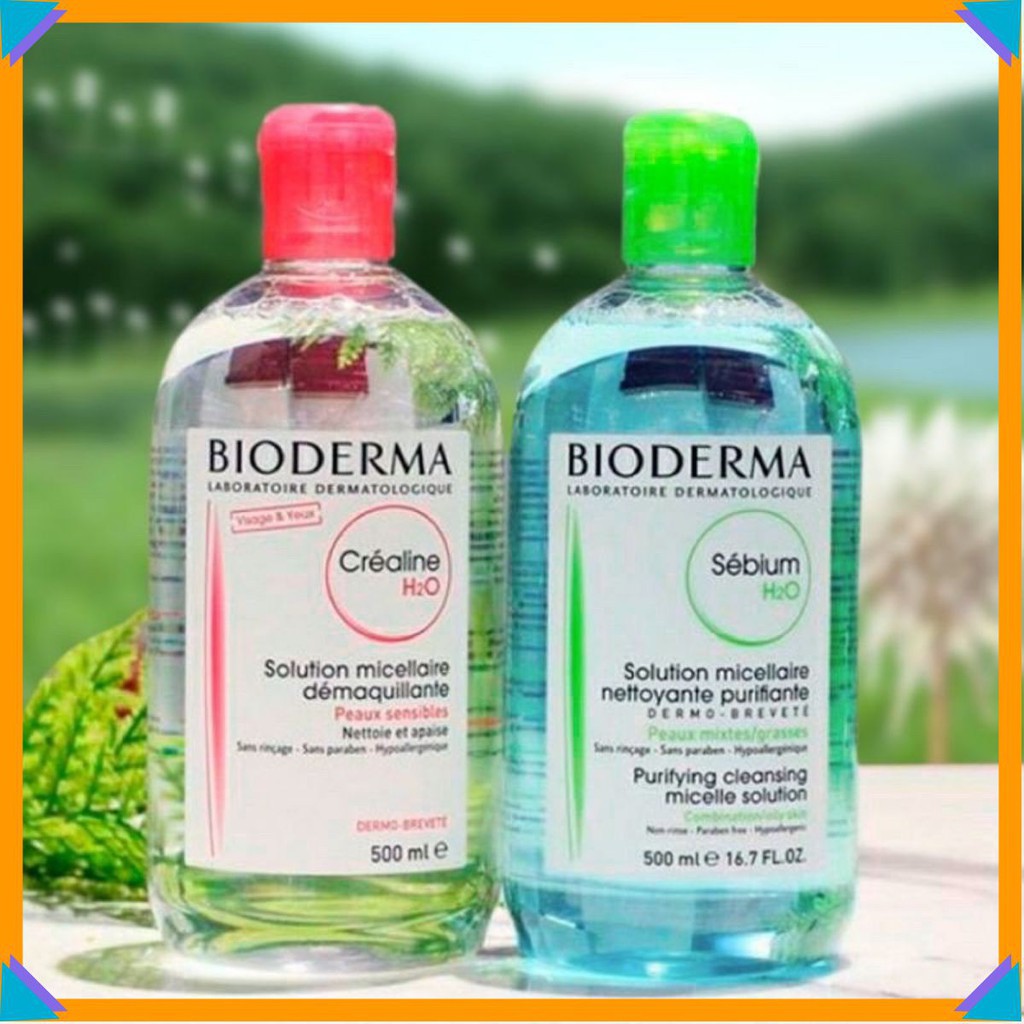 BIODERMA
LABORATOIRE DERMATOLOGIQUE
Visage & Yeux
Créaline
H2O
Solution micellaire
démaquillante
Peaux sensibles
Nettoie et apaise
Sans rinçage - Sans paraben - Hypoallergénique
DERMO-BREVETÉ
500 ml e
BIODERMA
LABORATOIRE DERMATOLOGIQUE
Sébium
H2O
Solution micellaire
nettoyante purifiante
DERMO-BREVETÉ
Peaux mixtes/grasses
Sans rinçage - Sans paraben - Hypoallergénique
Purifying cleansing
micelle solution
Combination/oily skin
Non-rinse - Paraben free - Hypoallergenic
500 ml e 16.7 FL.OZ.